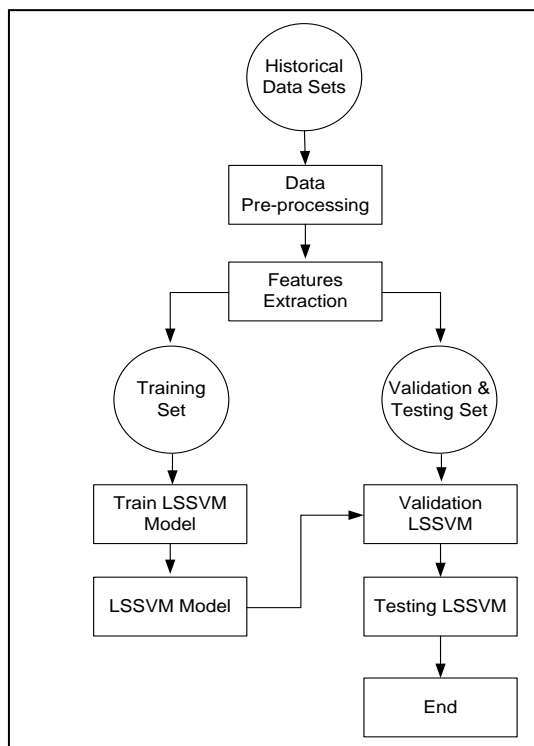 Historical
Data Sets
Data
Pre-processing
Features
Extraction
Training
Set
Validation &
Testing Set
Train LSSVM
Model
Validation
LSSVM
LSSVM Model
Testing LSSVM
End